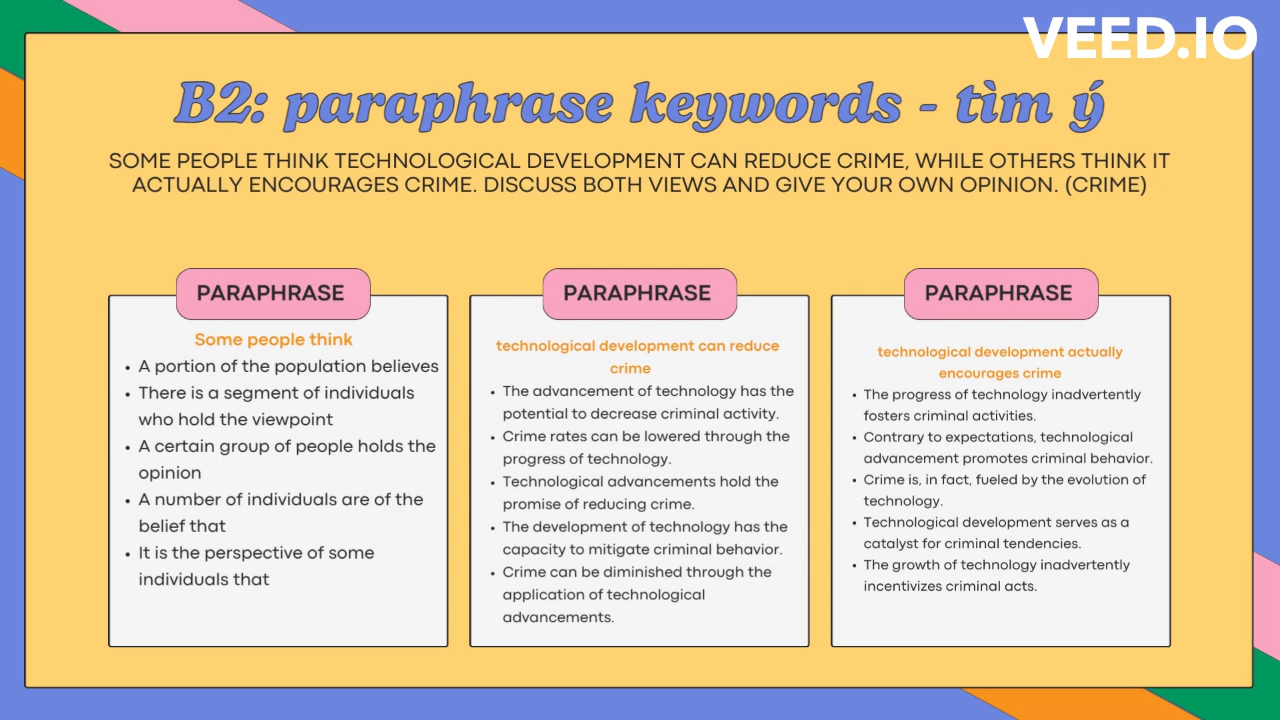 VEED.IO
B2: paraphrase keywords - tìm ý
SOME PEOPLE THINK TECHNOLOGICAL DEVELOPMENT CAN REDUCE CRIME, WHILE OTHERS THINK IT
ACTUALLY ENCOURAGES CRIME. DISCUSS BOTH VIEWS AND GIVE YOUR OWN OPINION. (CRIME)
PARAPHRASE
Some people think
• A portion of the population believes
• There is a segment of individuals
who hold the viewpoint
• A certain group of people holds the
opinion
• A number of individuals are of the
belief that
• It is the perspective of some
individuals that
PARAPHRASE
technological development can reduce
crime
• The advancement of technology has the
potential to decrease criminal activity.
• Crime rates can be lowered through the
progress of technology.
• Technological advancements hold the
promise of reducing crime.
• The development of technology has the
capacity to mitigate criminal behavior.
• Crime can be diminished through the
application of technological
advancements.
PARAPHRASE
technological development actually
encourages crime
• The progress of technology inadvertently
fosters criminal activities.
• Contrary to expectations, technological
advancement promotes criminal behavior.
• Crime is, in fact, fueled by the evolution of
technology.
• Technological development serves as a
catalyst for criminal tendencies.
• The growth of technology inadvertently
incentivizes criminal acts.